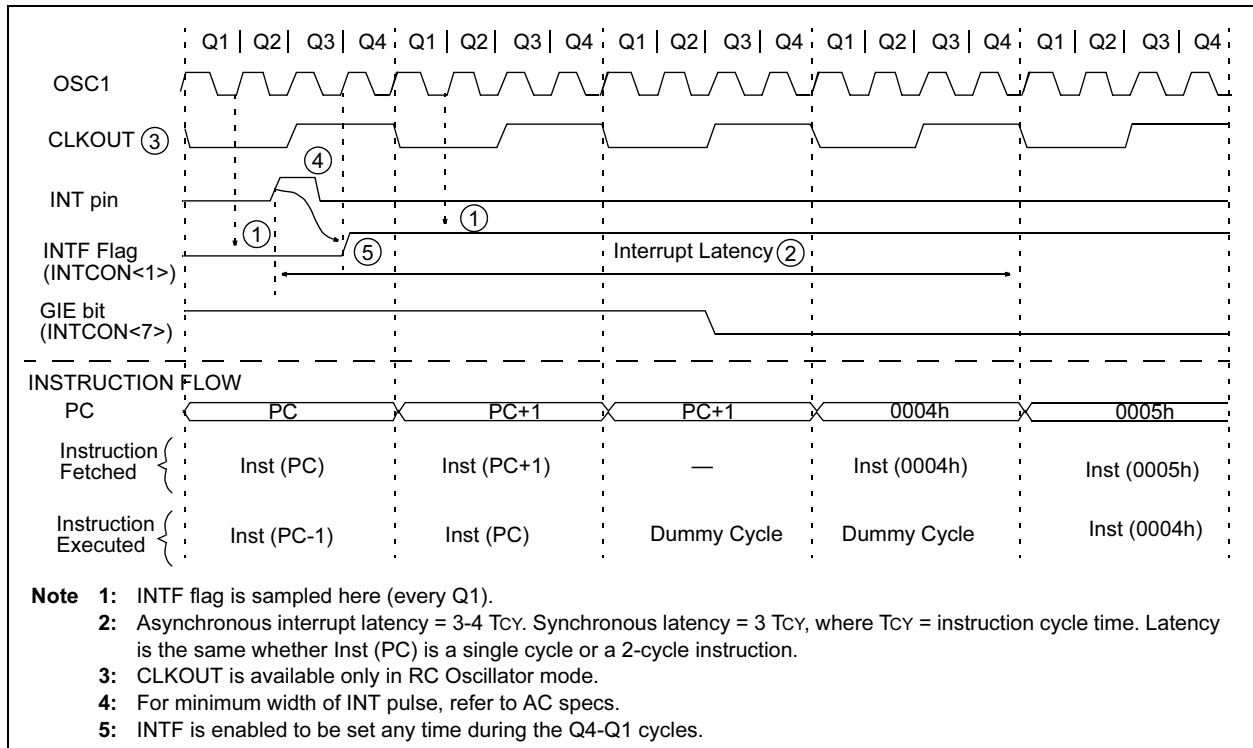 Q1 | Q2 | Q3 | Q4 Q1 | Q2 | Q3 | Q4 Q1 | Q2 | Q3 | Q4 Q1 | Q2 | Q3 | Q4 Q1 | Q2 | Q3 | Q4
OSC1
CLKOUT ③
④
INT pin
① ①
INTF Flag
(INTCON<1>)
⑤ Interrupt Latency ②
GIE bit
(INTCON<7>)
INSTRUCTION FLOW
PC PC PC+1 PC+1 0004h 0005h
Instruction
Fetched
Inst (PC) Inst (PC+1) — Inst (0004h) Inst (0005h)
Instruction
Executed
Inst (PC-1) Inst (PC) Dummy Cycle Dummy Cycle Inst (0004h)
Note 1: INTF flag is sampled here (every Q1).
2: Asynchronous interrupt latency = 3-4 TCY. Synchronous latency = 3 TCY, where TCY = instruction cycle time. Latency
is the same whether Inst (PC) is a single cycle or a 2-cycle instruction.
3: CLKOUT is available only in RC Oscillator mode.
4: For minimum width of INT pulse, refer to AC specs.
5: INTF is enabled to be set any time during the Q4-Q1 cycles.